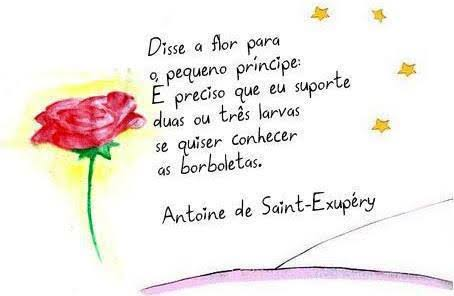 Disse a flor para
o pequeno príncipe:
É preciso que eu suporte
duas ou três larvas
se quiser conhecer
as borboletas.
Antoine de Saint-Exupéry